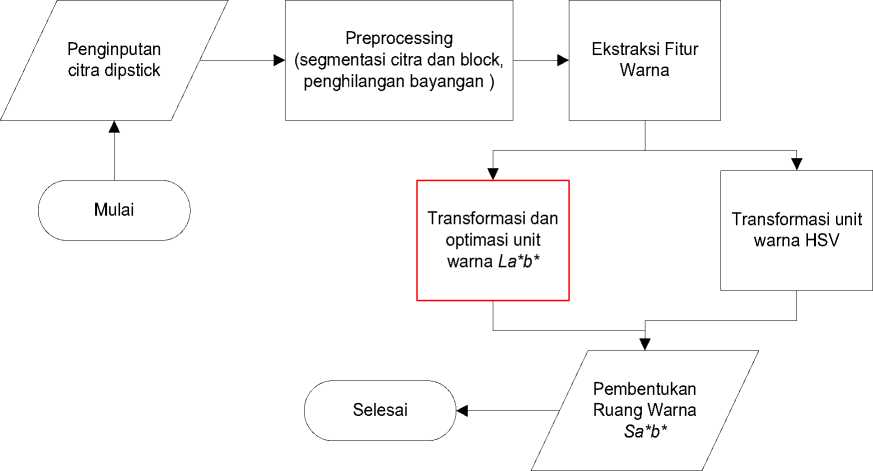 Penginputan
citra dipstick
Preprocessing
(segmentasi citra dan block,
penghilangan bayangan )
Ekstraksi Fitur
Warna
Mulai
Transformasi dan
optimasi unit
warna La*b*
Transformasi unit
warna HSV
Pembentukan
Ruang Warna
Sa*b*
Selesai